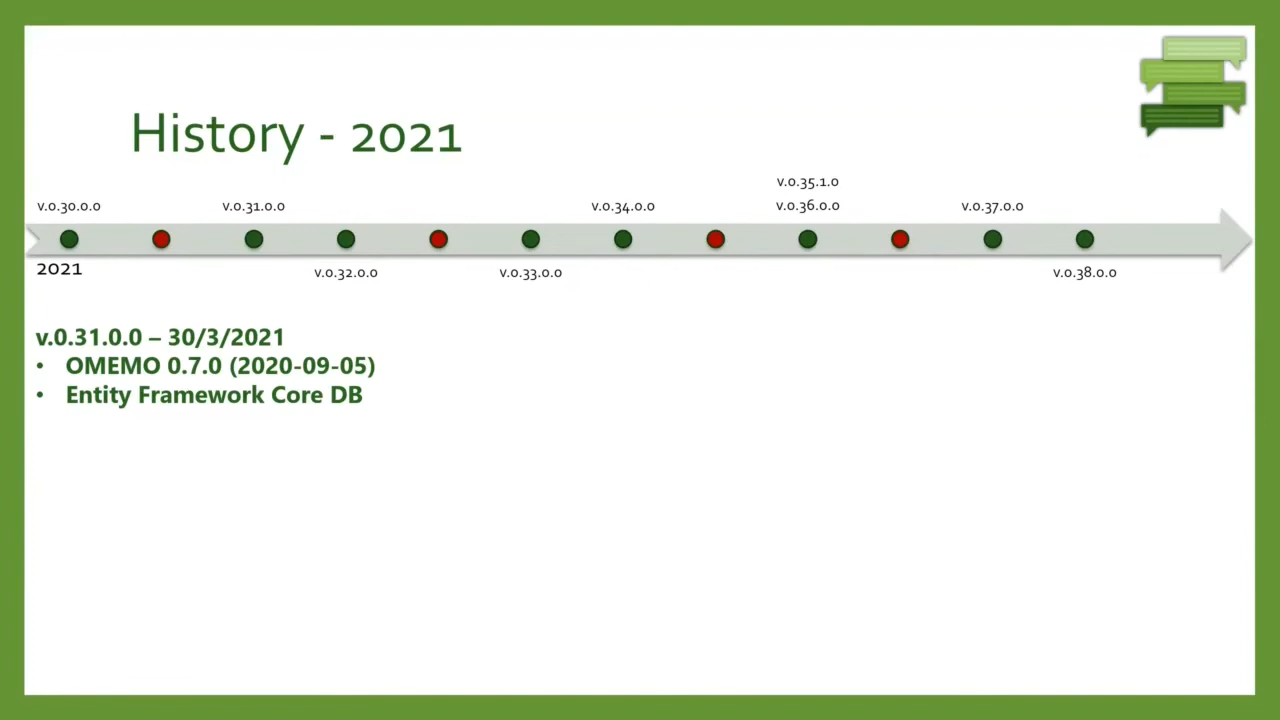 History - 2021
v.0.35.1.0
v.0.30.0.0 v.0.31.0.0 v.0.34.0.0 v.0.36.0.0 v.0.37.0.0
2021 v.0.32.0.0 v.0.33.0.0 v.0.38.0.0
v.0.31.0.0 – 30/3/2021
• OMEMO 0.7.0 (2020-09-05)
• Entity Framework Core DB